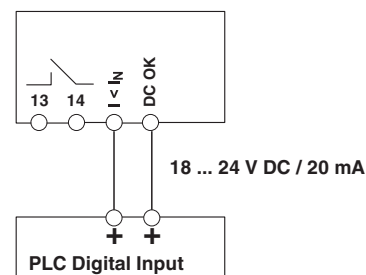 13 14 I < IN DC OK
18 ... 24 V DC / 20 mA
+ +
PLC Digital Input